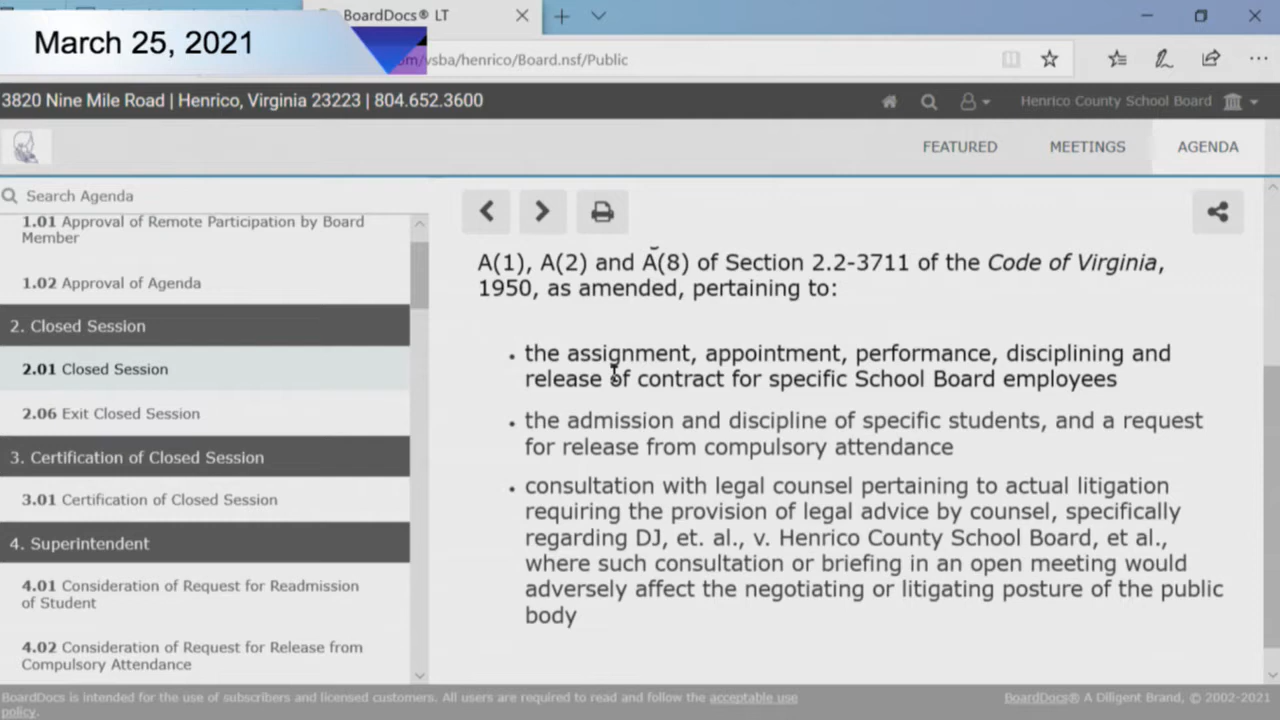 BoardDocs® LT
March 25, 2021
om/vsba/henrico/Board.nsf/Public
3820 Nine Mile Road | Henrico, Virginia 23223 | 804.652.3600
Henrico County School Board
FEATURED
MEETINGS
AGENDA
Search Agenda
1.01 Approval of Remote Participation by Board
Member
1.02 Approval of Agenda
2. Closed Session
2.01 Closed Session
2.06 Exit Closed Session
3. Certification of Closed Session
3.01 Certification of Closed Session
4. Superintendent
4.01 Consideration of Request for Readmission
of Student
4.02 Consideration of Request for Release from
Compulsory Attendance
A(1), A(2) and A(8) of Section 2.2-3711 of the Code of Virginia,
1950, as amended, pertaining to:
• the assignment, appointment, performance, disciplining and
release of contract for specific School Board employees
• the admission and discipline of specific students, and a request
for release from compulsory attendance
• consultation with legal counsel pertaining to actual litigation
requiring the provision of legal advice by counsel, specifically
regarding DJ, et. al., v. Henrico County School Board, et al.,
where such consultation or briefing in an open meeting would
adversely affect the negotiating or litigating posture of the public
body
BoardDocs is intended for the use of subscribers and licensed customers. All users are required to read and follow the acceptable use
policy.
BoardDocs® A Diligent Brand, © 2002-2021